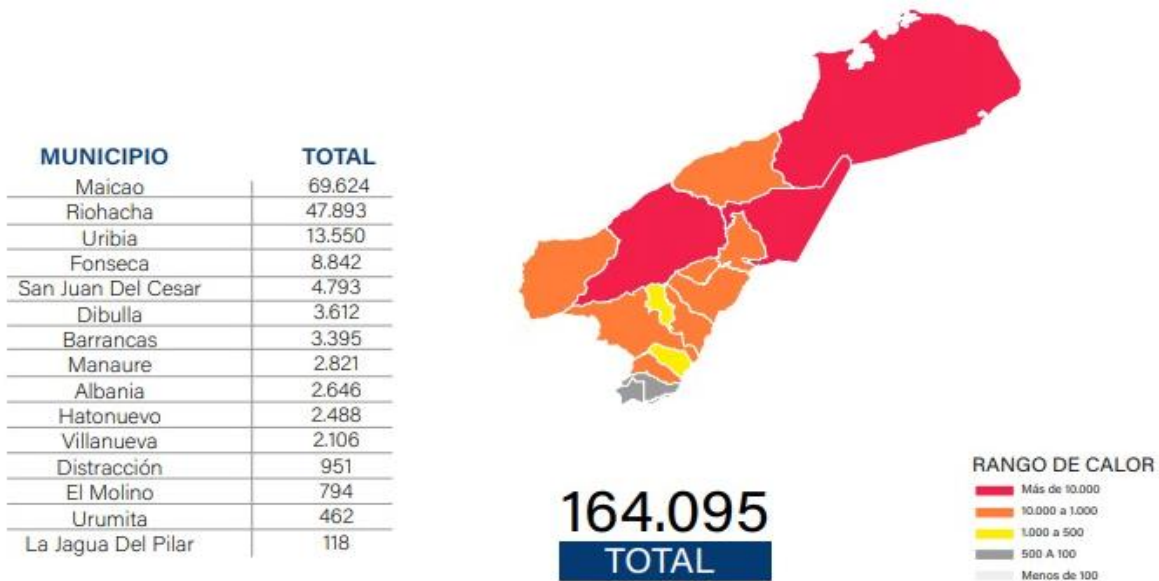 MUNICIPIO TOTAL
Maicao 69.624
Riohacha 47.893
Uribia 13.550
Fonseca 8.842
San Juan Del Cesar 4.793
Dibulla 3.612
Barrancas 3.395
Manaure 2.821
Albania 2.646
Hatonuevo 2.488
Villanueva 2.106
Distracción 951
El Molino 794
Urumita 462
La Jagua Del Pilar 118
164.095
TOTAL
RANGO DE CALOR
Más de 10.000
10.000 a 1.000
1.000 a 500
500 A 100
Menos de 100